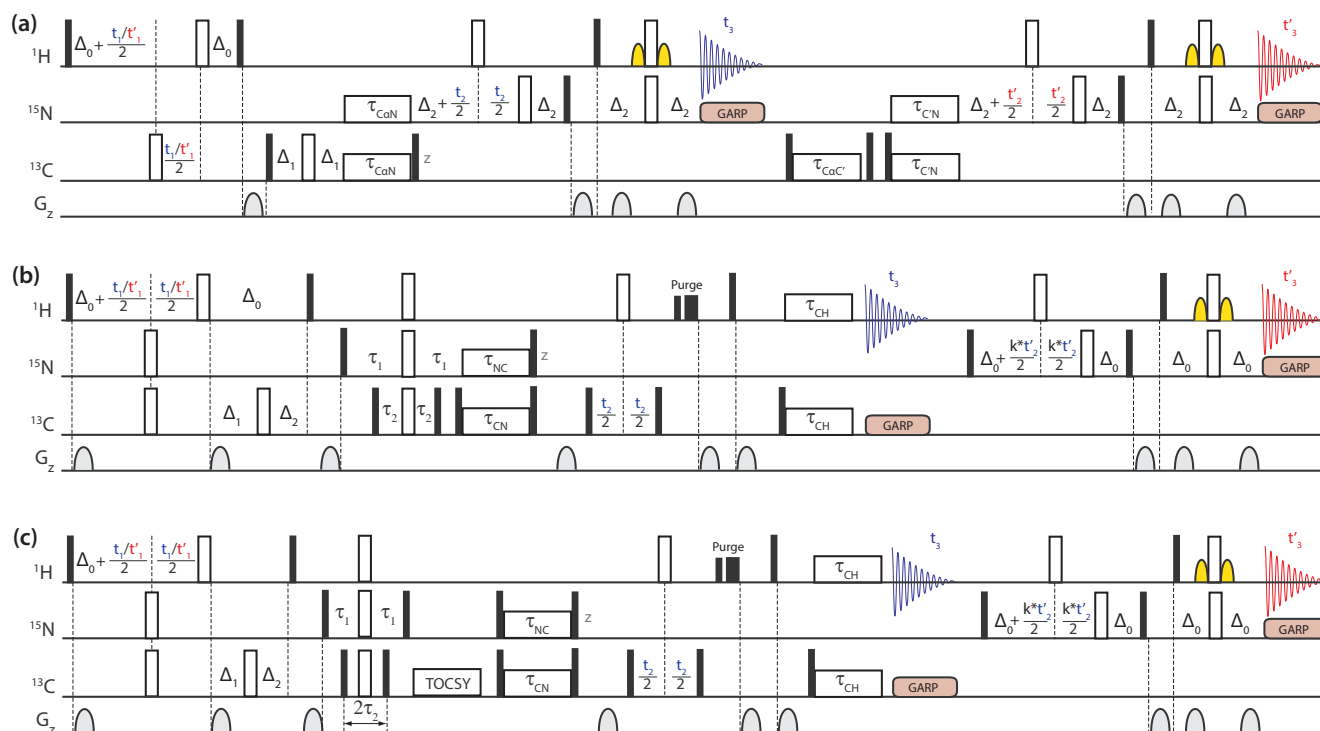 (a)
t₃ t'₃
¹H Δ₀ + t₁/t'₁ / 2 Δ₀
¹⁵N τCαN Δ₂ + t₂/2 t₂/2 Δ₂ Δ₂ Δ₂ GARP τC'N Δ₂ + t'₂/2 t'₂/2 Δ₂ Δ₂ Δ₂ GARP
¹³C t₁/t'₁ / 2 Δ₁ Δ₁ τCαN z τCαC' τC'N
Gz
(b)
t₃ t'₃
¹H Δ₀ + t₁/t'₁ / 2 t₁/t'₁ / 2 Δ₀ Purge τCH
¹⁵N τ₁ τ₁ τNC z Δ₀ + k*t'₂/2 k*t'₂/2 Δ₀ Δ₀ Δ₀ GARP
¹³C Δ₁ Δ₂ τ₂ τ₂ τCN t₂/2 t₂/2 τCH GARP
Gz
(c)
t₃ t'₃
¹H Δ₀ + t₁/t'₁ / 2 t₁/t'₁ / 2 Purge τCH
¹⁵N τ₁ τ₁ τNC z Δ₀ + k*t'₂/2 k*t'₂/2 Δ₀ Δ₀ Δ₀ GARP
¹³C Δ₁ Δ₂ TOCSY τCN t₂/2 t₂/2 τCH GARP
Gz 2τ₂